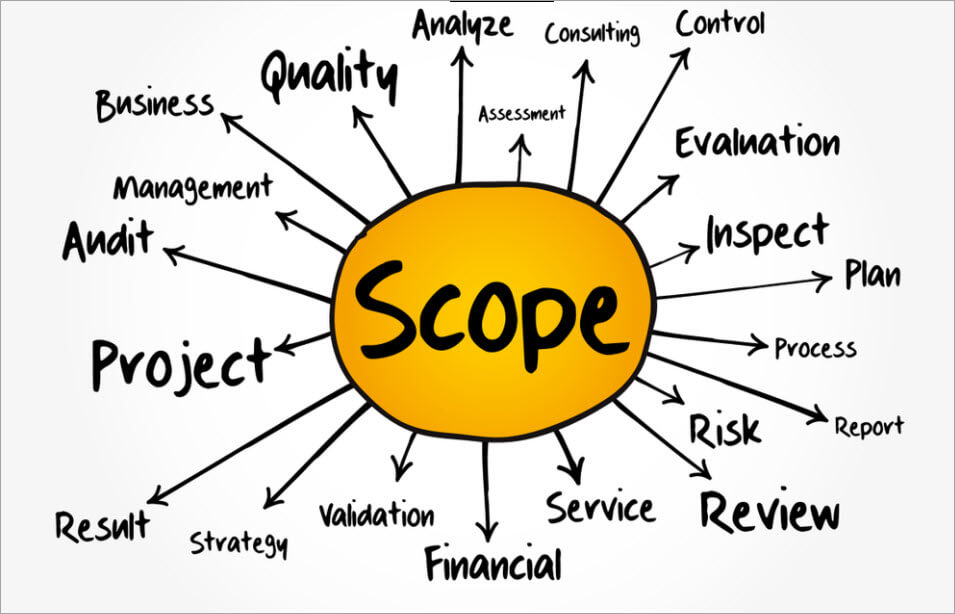 Analyze
Consulting
Control
Quality
Business
Assessment
Evaluation
Management
Audit
Inspect
Plan
Scope
Project
Process
Risk
Report
Result
Strategy
Validation
Financial
Service
Review